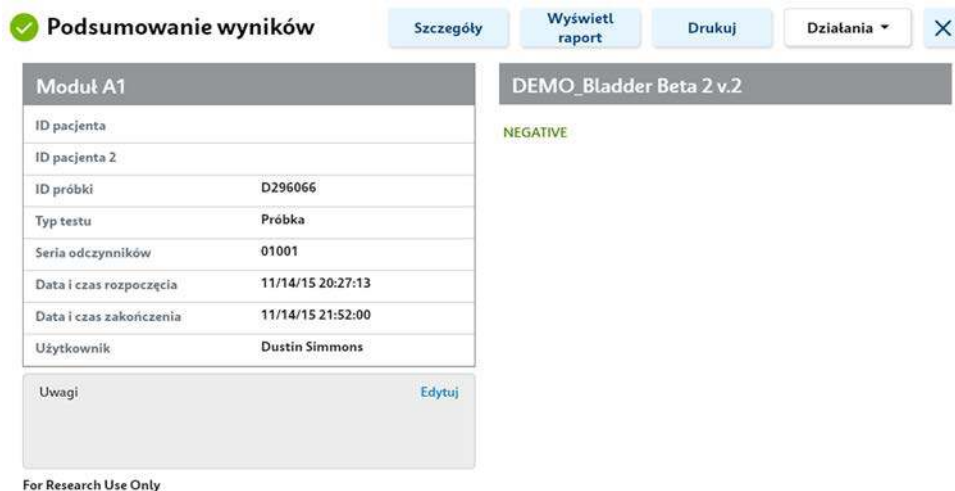 Podsumowanie wyników
Szczegóły
Wyświetl
raport
Drukuj
Działania
Moduł A1
ID pacjenta
ID pacjenta 2
ID próbki D296066
Typ testu Próbka
Seria odczynników 01001
Data i czas rozpoczęcia 11/14/15 20:27:13
Data i czas zakończenia 11/14/15 21:52:00
Użytkownik Dustin Simmons
Uwagi Edytuj
For Research Use Only
DEMO_Bladder Beta 2 v.2
NEGATIVE